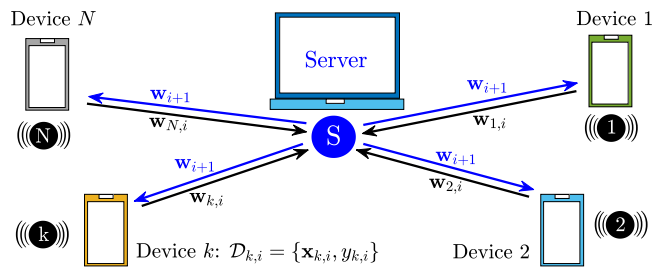 Device N
Device 1
Server
w_{i+1}
w_{i+1}
w_{N,i}
w_{1,i}
N
S
1
w_{i+1}
w_{i+1}
w_{k,i}
w_{2,i}
k
2
Device k: 𝒟_{k,i} = {x_{k,i}, y_{k,i}}
Device 2